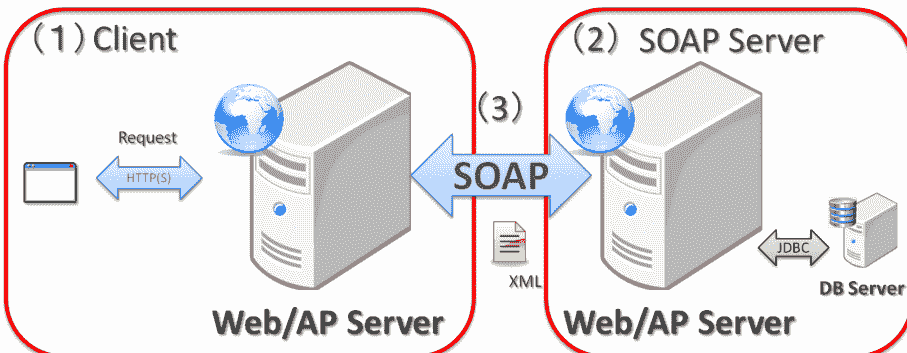 （1）Client
Request
HTTP(S)
Web/AP Server
（3）
SOAP
XML
（2） SOAP Server
Web/AP Server
JDBC
DB Server